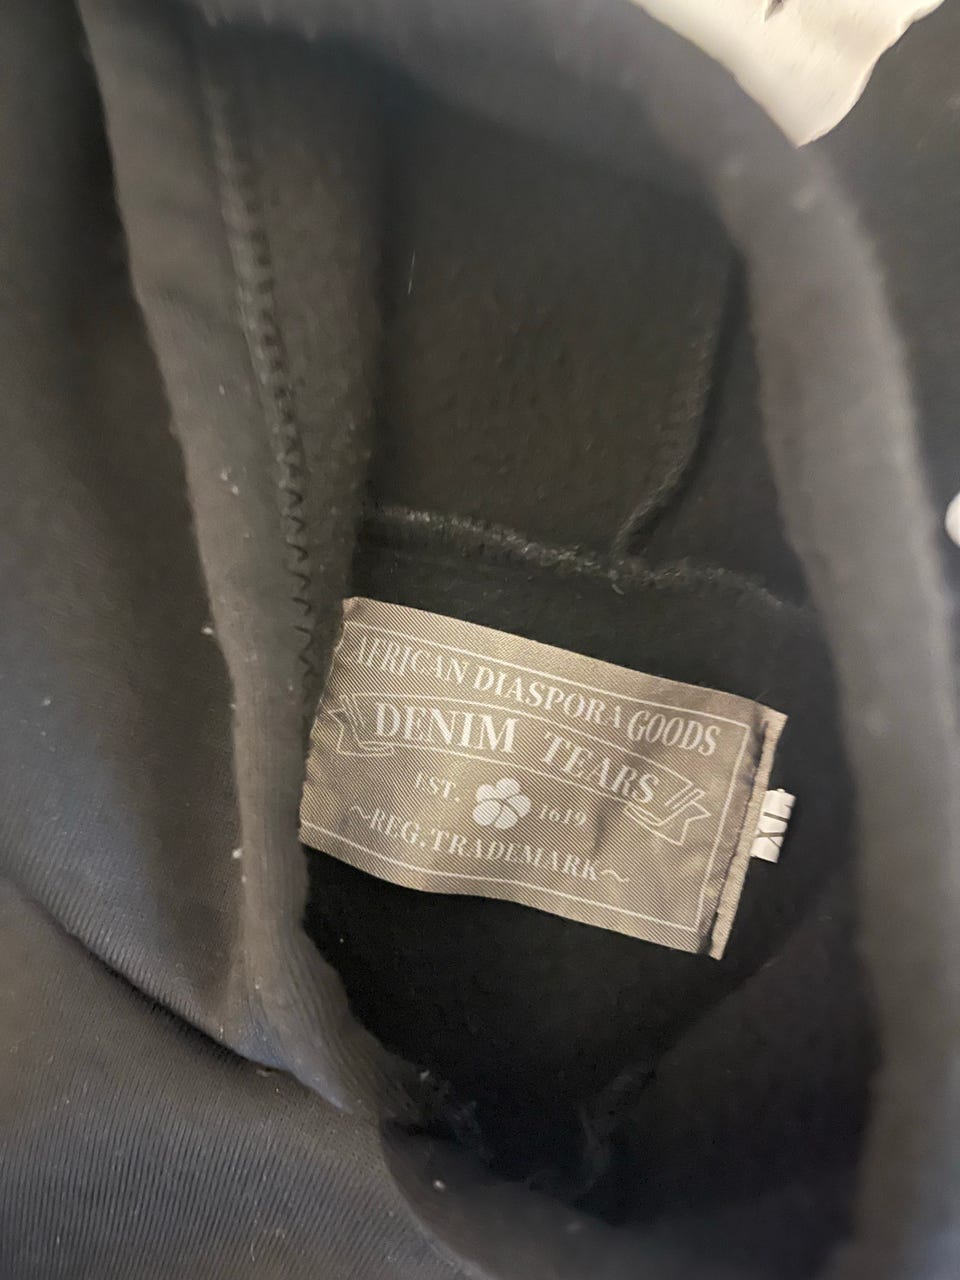 AFRICAN DIASPORA GOODS
DENIM TEARS
EST. 1619
~REG. TRADEMARK~
XL